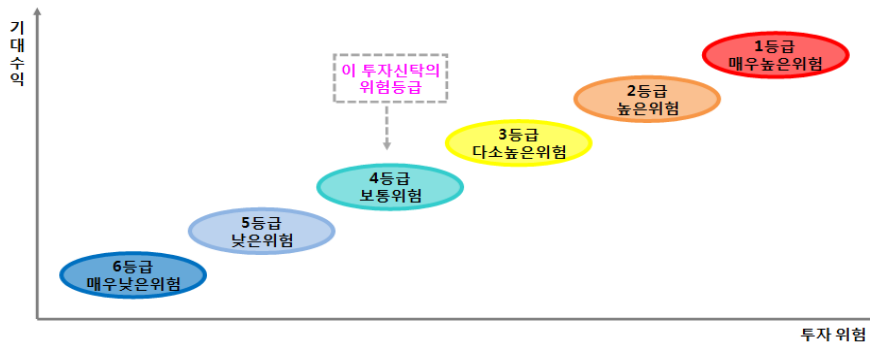 기대수익
1등급
매우높은위험
이 투자신탁의
위험등급
2등급
높은위험
3등급
다소높은위험
4등급
보통위험
5등급
낮은위험
6등급
매우낮은위험
투자 위험